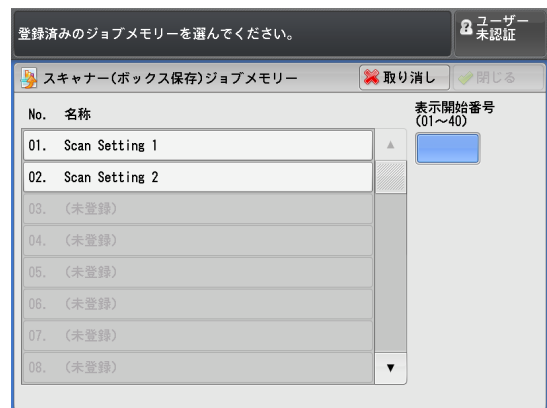 登録済みのジョブメモリーを選んでください。
ユーザー
未認証
スキャナー(ボックス保存)ジョブメモリー
取り消し
閉じる
No. 名称
表示開始番号
(01～40)
01. Scan Setting 1
02. Scan Setting 2
03. (未登録)
04. (未登録)
05. (未登録)
06. (未登録)
07. (未登録)
08. (未登録)